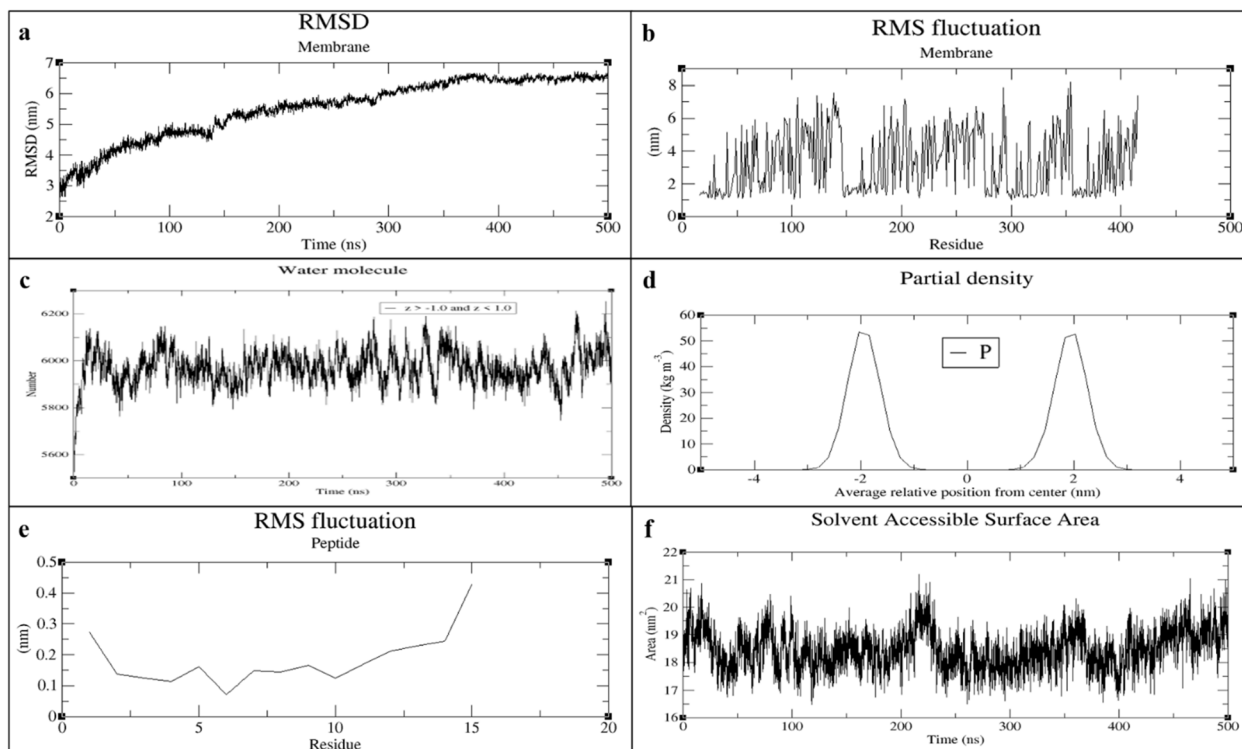 a
RMSD
Membrane
7
6
5
4
3
2
RMSD (nm)
0 100 200 300 400 500
Time (ns)
b
RMS fluctuation
Membrane
8
6
4
2
0
(nm)
0 100 200 300 400 500
Residue
c
Water molecule
z > -1.0 and z < 1.0
6200
6000
5800
5600
Number
0 100 200 300 400 500
Time (ns)
d
Partial density
P
60
50
40
30
20
10
0
Density (kg m-3)
-4 -2 0 2 4
Average relative position from center (nm)
e
RMS fluctuation
Peptide
0.5
0.4
0.3
0.2
0.1
0
(nm)
0 5 10 15 20
Residue
f
Solvent Accessible Surface Area
22
21
20
19
18
17
16
Area (nm2)
0 100 200 300 400 500
Time (ns)